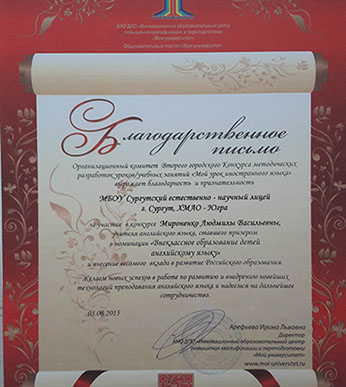 АНО ДПО «Инновационный образовательный центр
повышения квалификации и переподготовки
«Мой университет»
Образовательный портал «Мой университет»
Благодарственное
письмо
Организационный комитет Второго городского Конкурса методических
разработок уроков/учебных занятий «Мой урок иностранного языка»
выражает благодарность и признательность
МБОУ Сургутский естественно - научный лицей
г. Сургут, ХМАО - Югра
за участие в конкурсе Мироненко Людмилы Васильевны,
учителя английского языка, ставшего призером
в номинации «Внеклассное образование детей
английскому языку»
и внесение весомого вклада в развитие Российского образования.
Желаем новых успехов в работе по развитию и внедрению новейших
технологий преподавания английского языка и надеемся на дальнейшее
сотрудничество.
05.06.2015
Арефьева Ирина Львовна
Директор
АНО ДПО «Инновационный образовательный центр
повышения квалификации и переподготовки
«Мой университет»
www.moi-universitet.ru